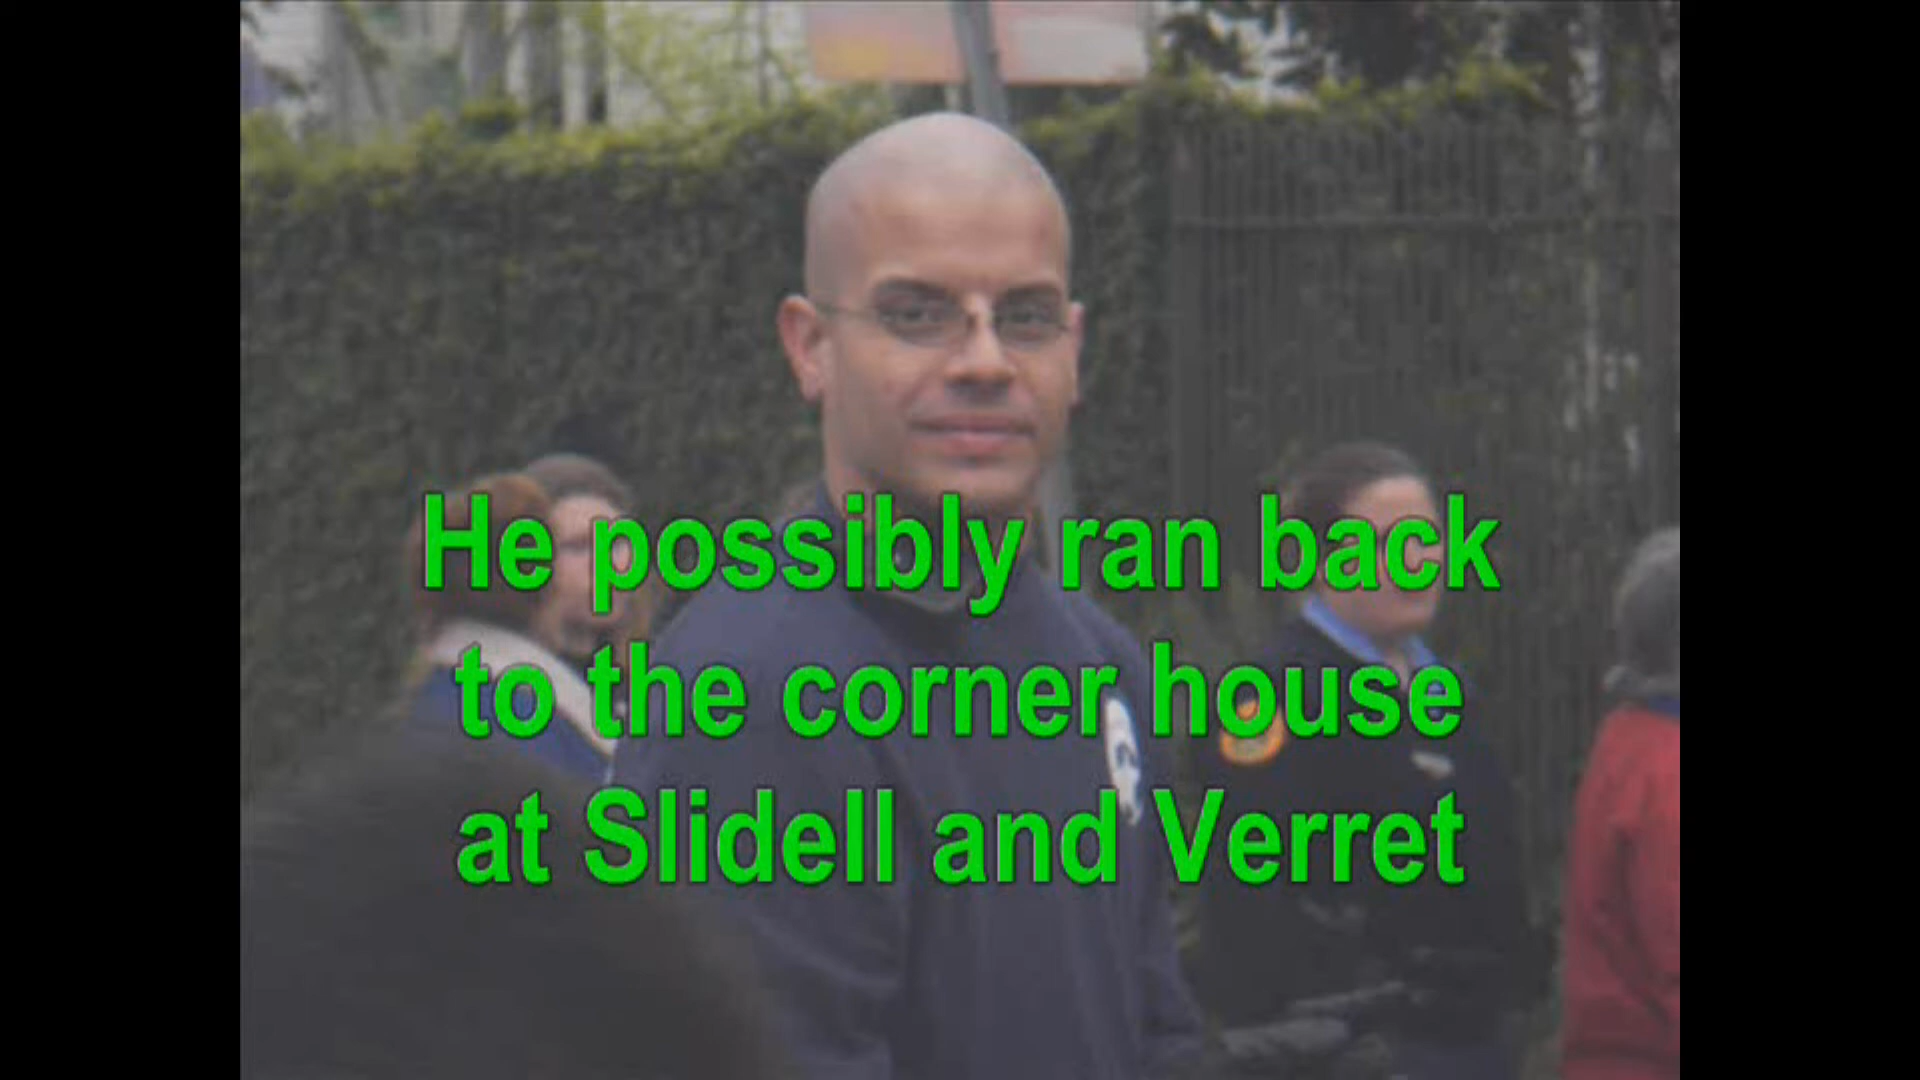 He possibly ran back
to the corner house
at Slidell and Verret